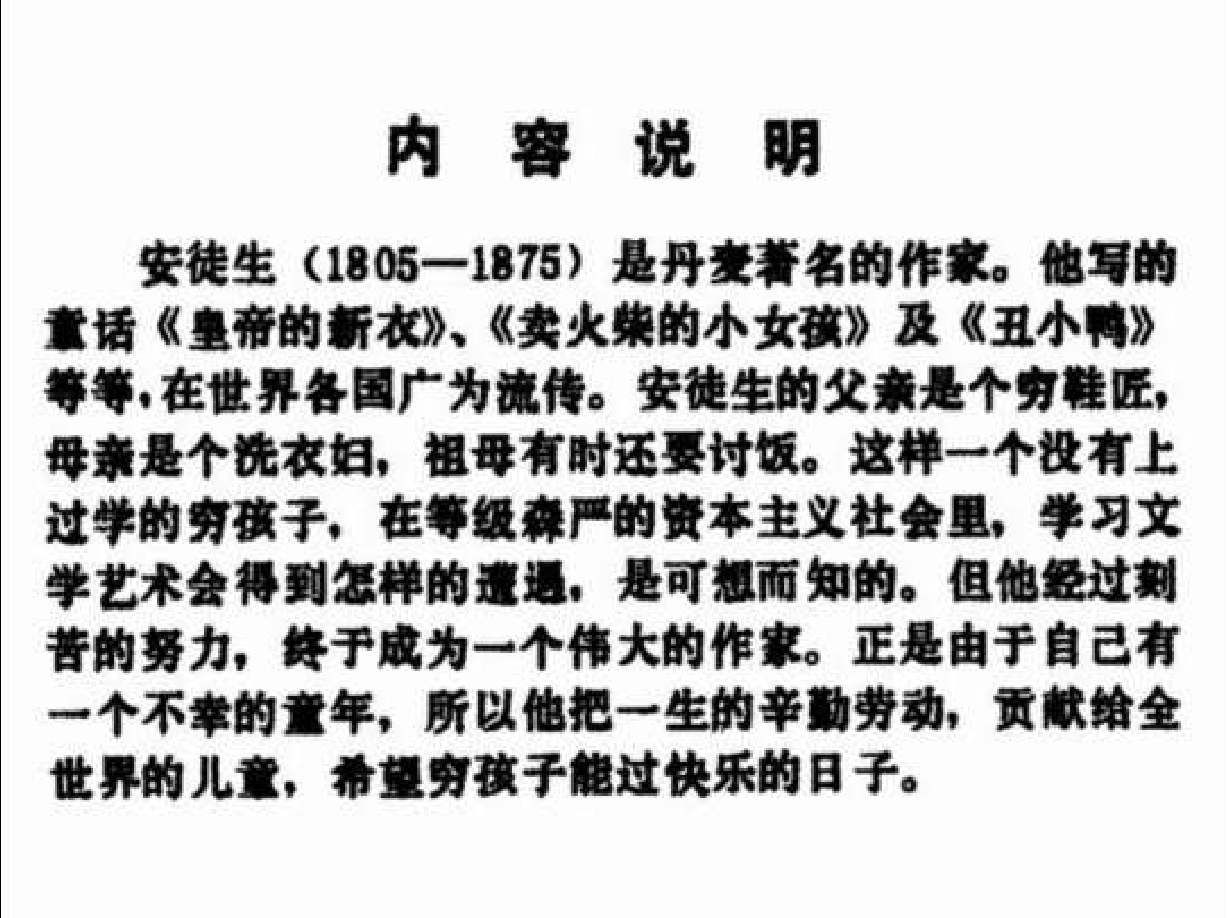 内容说明
安徒生（1805—1875）是丹麦著名的作家。他写的
童话《皇帝的新衣》、《卖火柴的小女孩》及《丑小鸭》
等等，在世界各国广为流传。安徒生的父亲是个穷鞋匠，
母亲是个洗衣妇，祖母有时还要讨饭。这样一个没有上
过学的穷孩子，在等级森严的资本主义社会里，学习文
学艺术会得到怎样的遭遇，是可想而知的。但他经过刻
苦的努力，终于成为一个伟大的作家。正是由于自己有
一个不幸的童年，所以他把一生的辛勤劳动，贡献给全
世界的儿童，希望穷孩子能过快乐的日子。